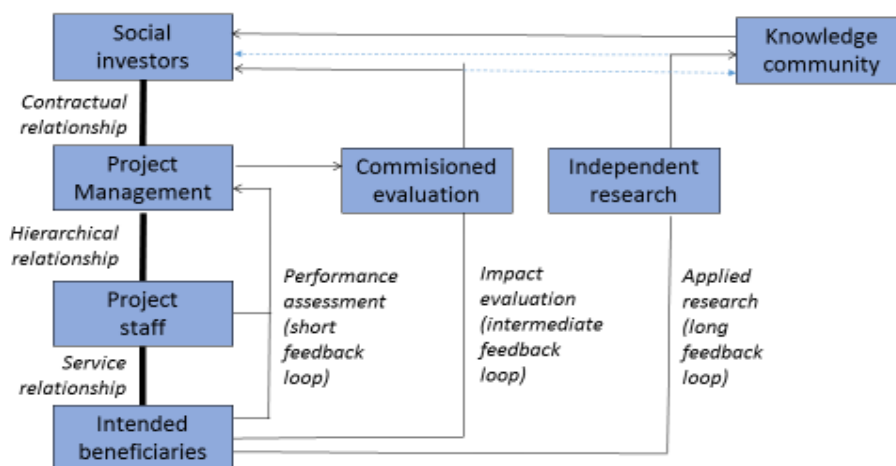 Social
investors
Knowledge
community
Contractual
relationship
Project
Management
Commisioned
evaluation
Independent
research
Hierarchical
relationship
Performance
assessment
(short
feedback
loop)
Impact
evaluation
(intermediate
feedback
loop)
Applied
research
(long
feedback
loop)
Project
staff
Service
relationship
Intended
beneficiaries